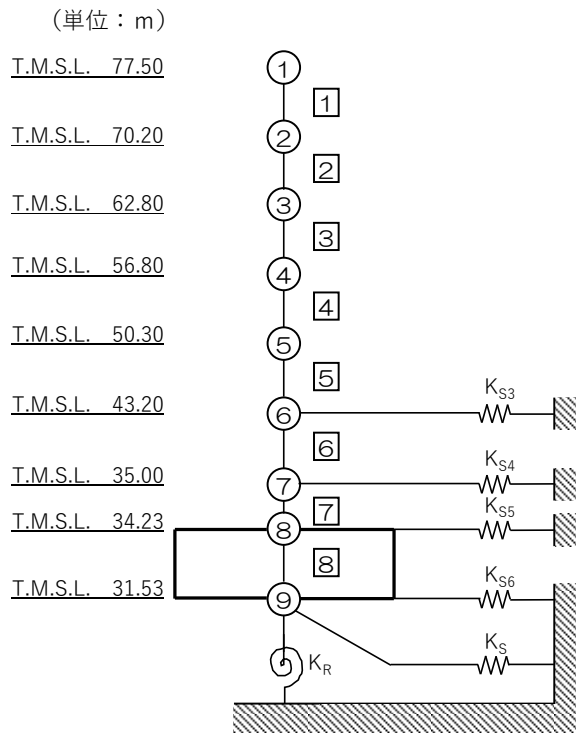 (単位：m)
T.M.S.L. 77.50
1
1
T.M.S.L. 70.20
2
2
T.M.S.L. 62.80
3
3
T.M.S.L. 56.80
4
4
T.M.S.L. 50.30
5
5
T.M.S.L. 43.20
6
KS3
6
T.M.S.L. 35.00
7
KS4
7
KS5
T.M.S.L. 34.23
8
8
KS6
T.M.S.L. 31.53
9
KS
KR